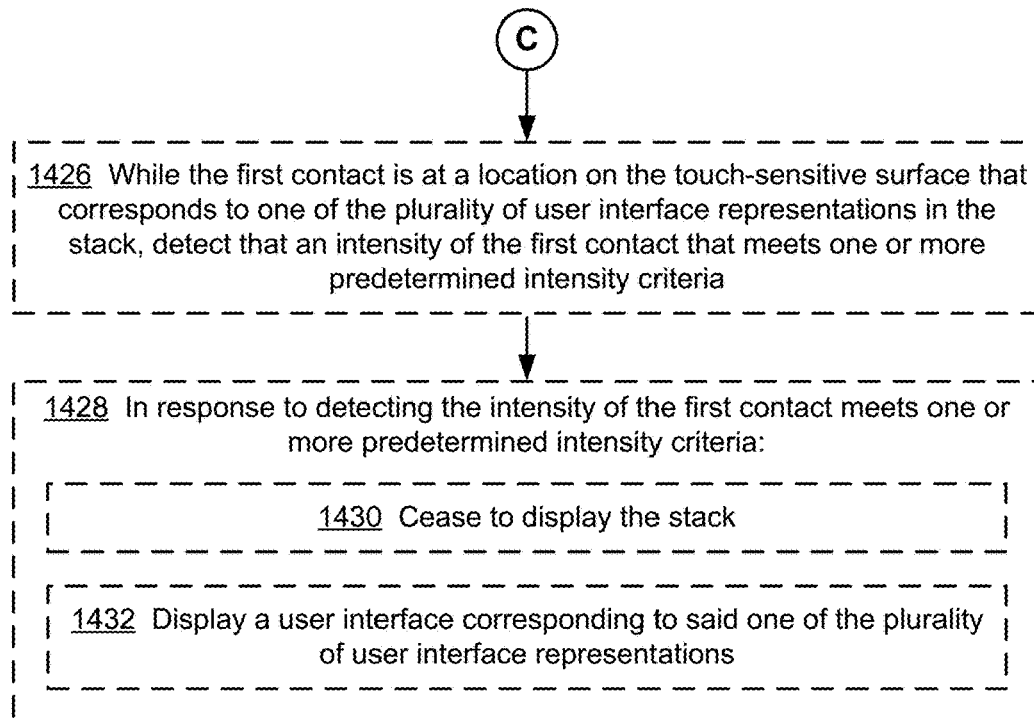 C
1426 While the first contact is at a location on the touch-sensitive surface that
corresponds to one of the plurality of user interface representations in the
stack, detect that an intensity of the first contact that meets one or more
predetermined intensity criteria
1428 In response to detecting the intensity of the first contact meets one or
more predetermined intensity criteria:
1430 Cease to display the stack
1432 Display a user interface corresponding to said one of the plurality
of user interface representations